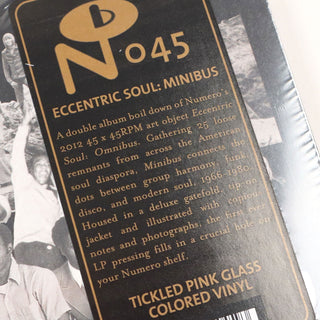 No45
ECCENTRIC SOUL: MINIBUS
A double album boil down of Numero's
2012 45 x 45RPM art object Eccentric
Soul: Omnibus. Gathering 25 loose
remnants from across the American
soul diaspora, Minibus connects the
dots between group harmony, funk,
disco, and modern soul, 1966-1980.
Housed in a deluxe gatefold, tip-on
jacket and illustrated with copious
notes and photographs, the first ever
LP pressing fills in a crucial hole on
your Numero shelf.
TICKLED PINK GLASS
COLORED VINYL